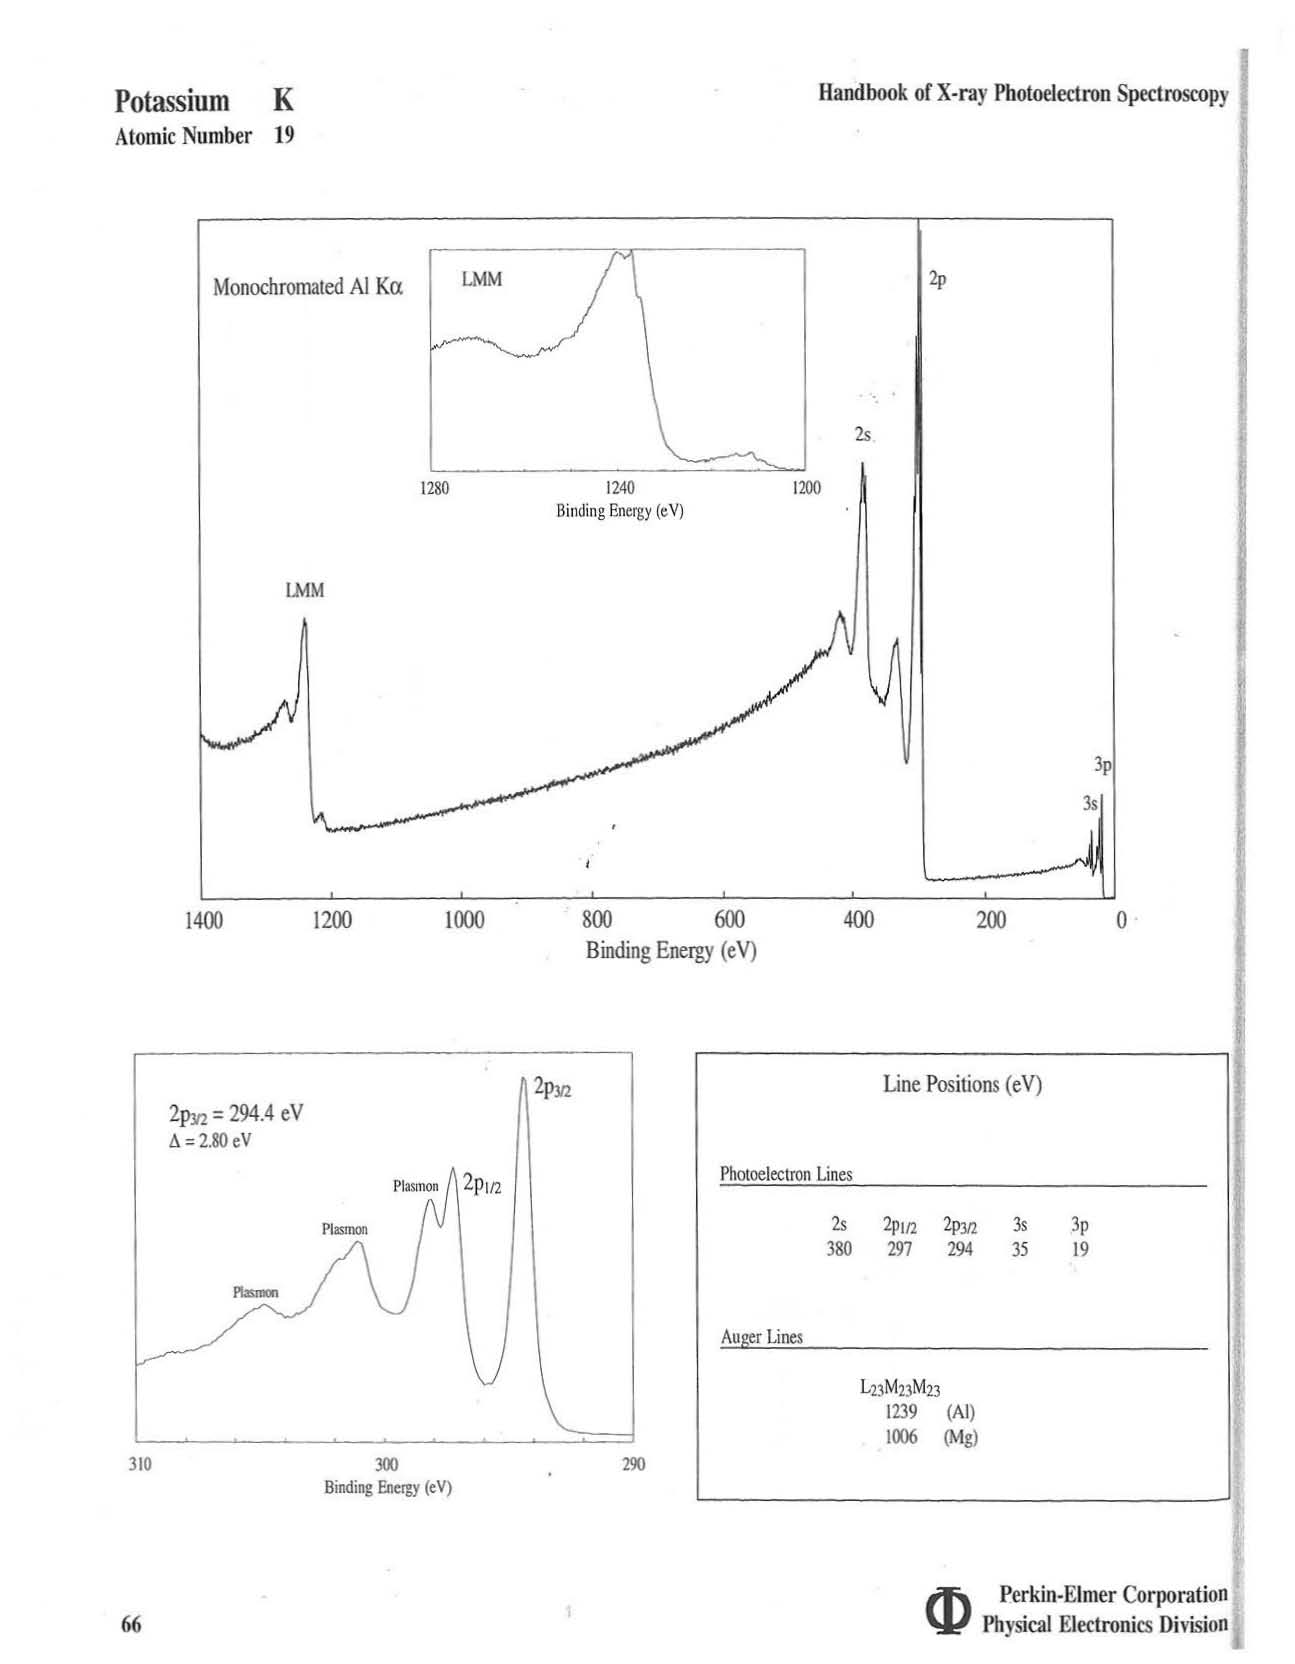 Potassium K
Atomic Number 19
Handbook of X-ray Photoelectron Spectroscopy
Monochromated Al Kα
LMM
1280 1240 1200
Binding Energy (eV)
2p
2s
LMM
3p
3s
1400 1200 1000 800 600 400 200 0
Binding Energy (eV)
2p3/2 = 294.4 eV
Δ = 2.80 eV
2p3/2
Plasmon 2p1/2
Plasmon
Plasmon
310 300 290
Binding Energy (eV)
Line Positions (eV)
Photoelectron Lines
2s 2p1/2 2p3/2 3s 3p
380 297 294 35 19
Auger Lines
L23M23M23
1239 (Al)
1006 (Mg)
66
Perkin-Elmer Corporation
Physical Electronics Division